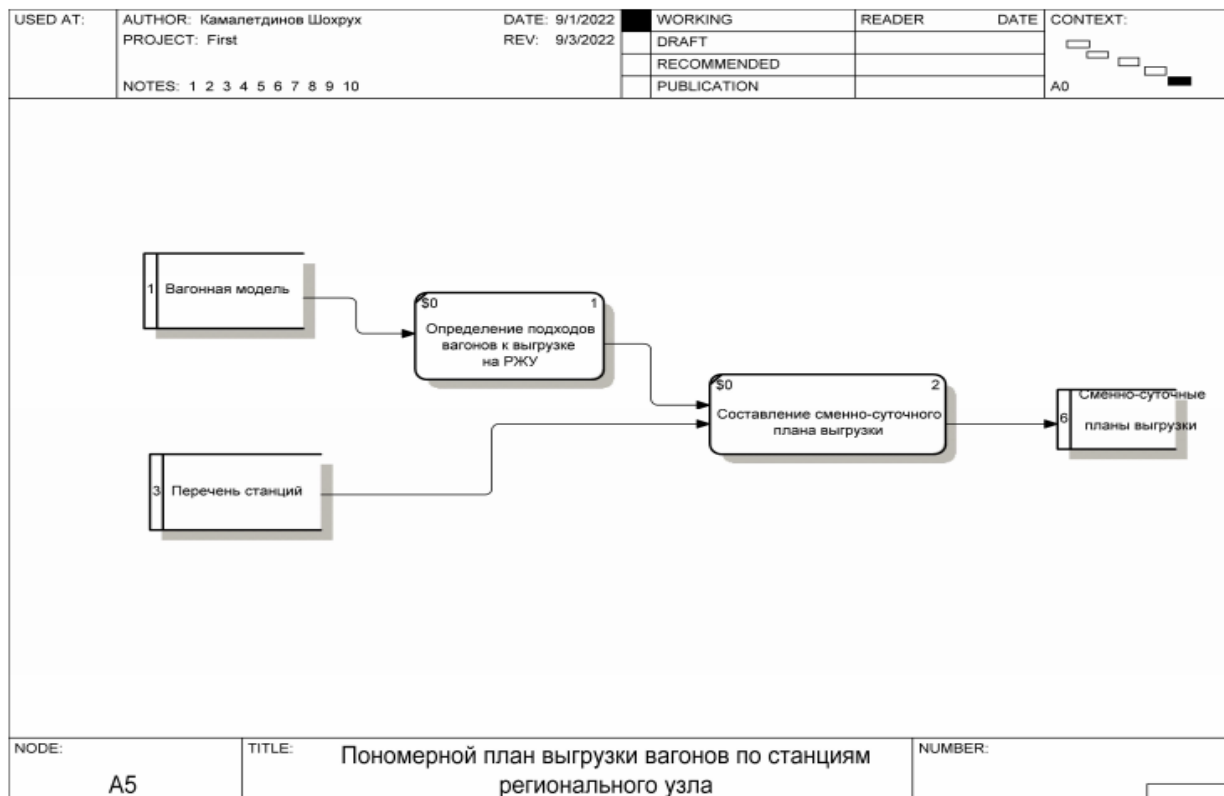 USED AT:
AUTHOR: Камалетдинов Шохрух
DATE: 9/1/2022
PROJECT: First
REV: 9/3/2022
NOTES: 1 2 3 4 5 6 7 8 9 10
WORKING
DRAFT
RECOMMENDED
PUBLICATION
READER
DATE
CONTEXT:
A0
1
Вагонная модель
$0
1
Определение подходов
вагонов к выгрузке
на РЖУ
$0
2
Составление сменно-суточного
плана выгрузки
6
Сменно-суточные
планы выгрузки
3
Перечень станций
NODE:
A5
TITLE:
Пономерной план выгрузки вагонов по станциям
регионального узла
NUMBER: